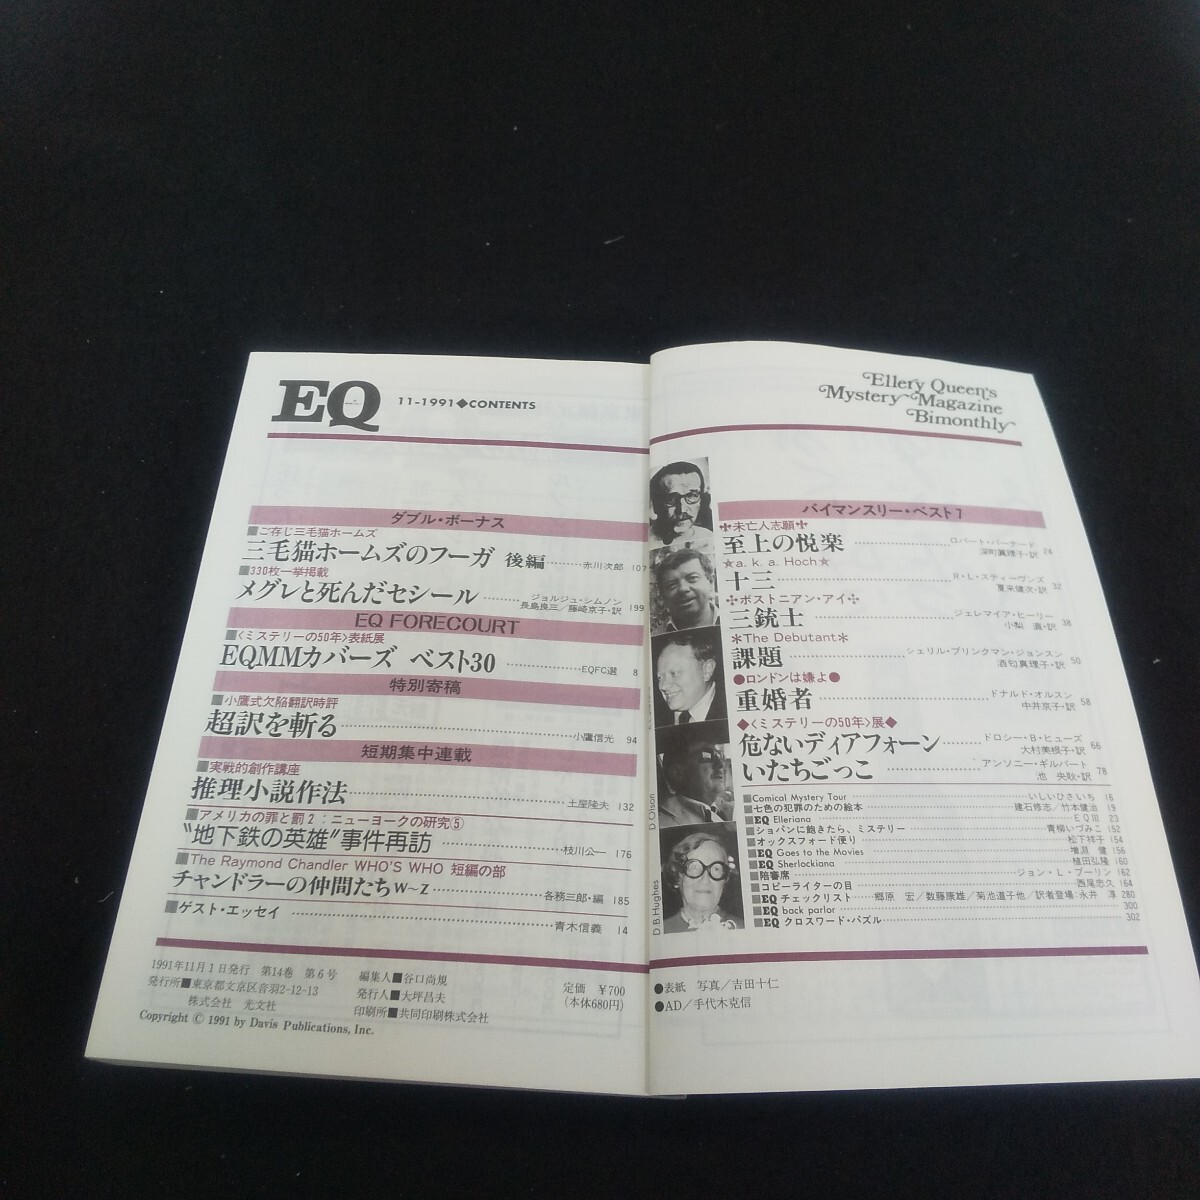 EQ 11-1991◆CONTENTS
ダブル・ボーナス
■ご存じ三毛猫ホームズ
三毛猫ホームズのフーガ 後編………赤川次郎 107
■330枚一挙掲載
メグレと死んだセシール………ジョルジュ・シムノン
長島良三／藤崎京子・訳 199
EQ FORECOURT
■〈ミステリーの50年〉表紙展
EQMMカバーズ ベスト30………EQFC選 8
特別寄稿
■小鷹式欠陥翻訳時評
超訳を斬る………小鷹信光 94
短期集中連載
■実戦的創作講座
推理小説作法………土屋隆夫 132
■アメリカの罪と罰2：ニューヨークの研究⑤
"地下鉄の英雄"事件再訪………枝川公一 176
■The Raymond Chandler WHO'S WHO 短編の部
チャンドラーの仲間たちW〜Z………各務三郎・編 185
■ゲスト・エッセイ………青木信義 14
1991年11月1日発行 第14巻 第6号 編集人■谷口尚規
発行所■東京都文京区音羽2-12-13 発行人■大坪昌夫
株式会社 光文社 印刷所■共同印刷株式会社
定価 ￥700
（本体680円）
Copyright © 1991 by Davis Publications, Inc.
Ellery Queen's
Mystery Magazine
Bimonthly
D.Olson
D.B.Hughes
バイマンスリー・ベスト7
✣未亡人志願✣
至上の悦楽………ロバート・バーナード
深町眞理子・訳 24
☆a. k. a. Hoch☆
十三………R・L・スティーヴンズ
夏来健次・訳 32
✣ボストニアン・アイ✣
三銃士………ジェレマイア・ヒーリー
小梨 直・訳 38
＊The Debutant＊
課題………シェリル・ブリンクマン・ジョンスン
酒匂真理子・訳 50
●ロンドンは嫌よ●
重婚者………ドナルド・オルスン
中井京子・訳 58
◆〈ミステリーの50年〉展◆
危ないディアフォーン………ドロシー・B・ヒューズ
大村美根子・訳 66
いたちごっこ………アンソニー・ギルバート
池 央耿・訳 78
■Comical Mystery Tour………いしいひさいち 16
■七色の犯罪のための絵本………建石修志／竹本健治 19
■EQ Elleriana………EQIII 23
■ショパンに飽きたら、ミステリー………青柳いづみこ 152
■オックスフォード便り………松下祥子 154
■EQ Goes to the Movies………増淵 健 156
■EQ Sherlockiana………植田弘隆 160
■陪審席………ジョン・L・ブーリン 162
■コピーライターの目………西尾忠久 164
■EQ チェックリスト………郷原 宏／数藤康雄／菊池道子他／訳者登場：永井 淳 280
■EQ back parlor………300
■EQ クロスワード・パズル………302
●表紙 写真／吉田十仁
●AD／手代木克信